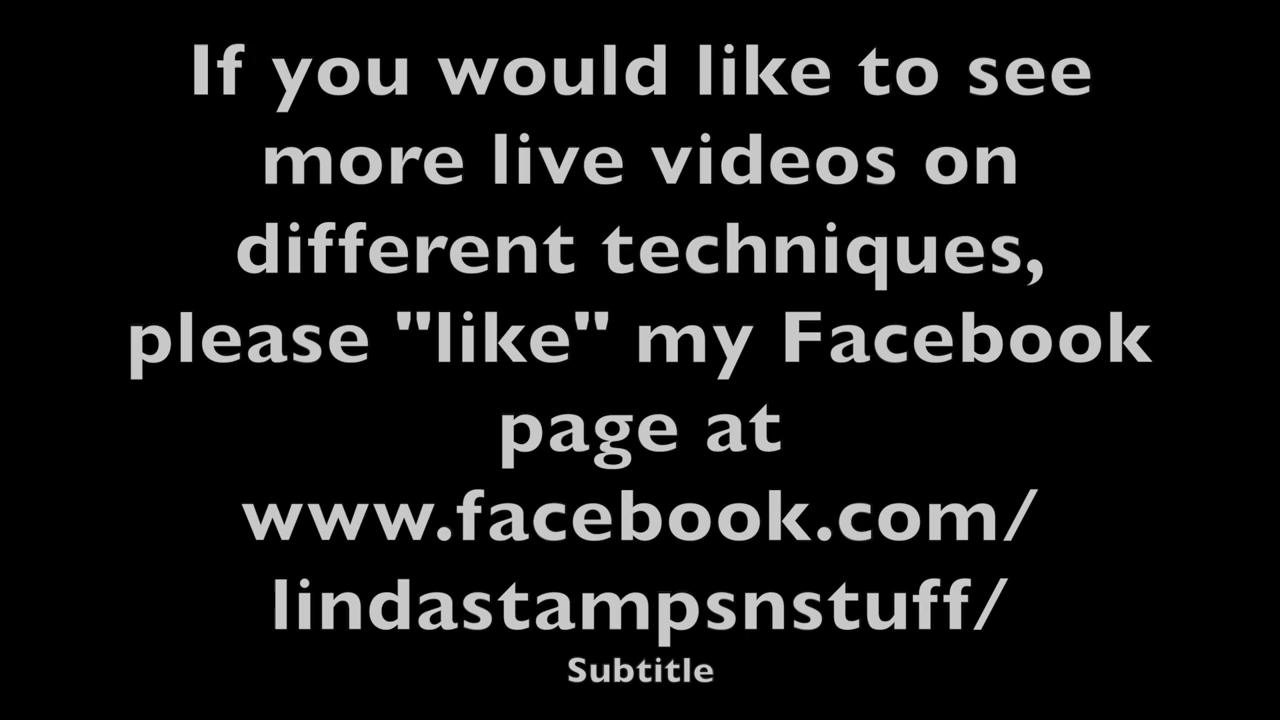 If you would like to see
more live videos on
different techniques,
please "like" my Facebook
page at
www.facebook.com/
lindastampsnstuff/
Subtitle